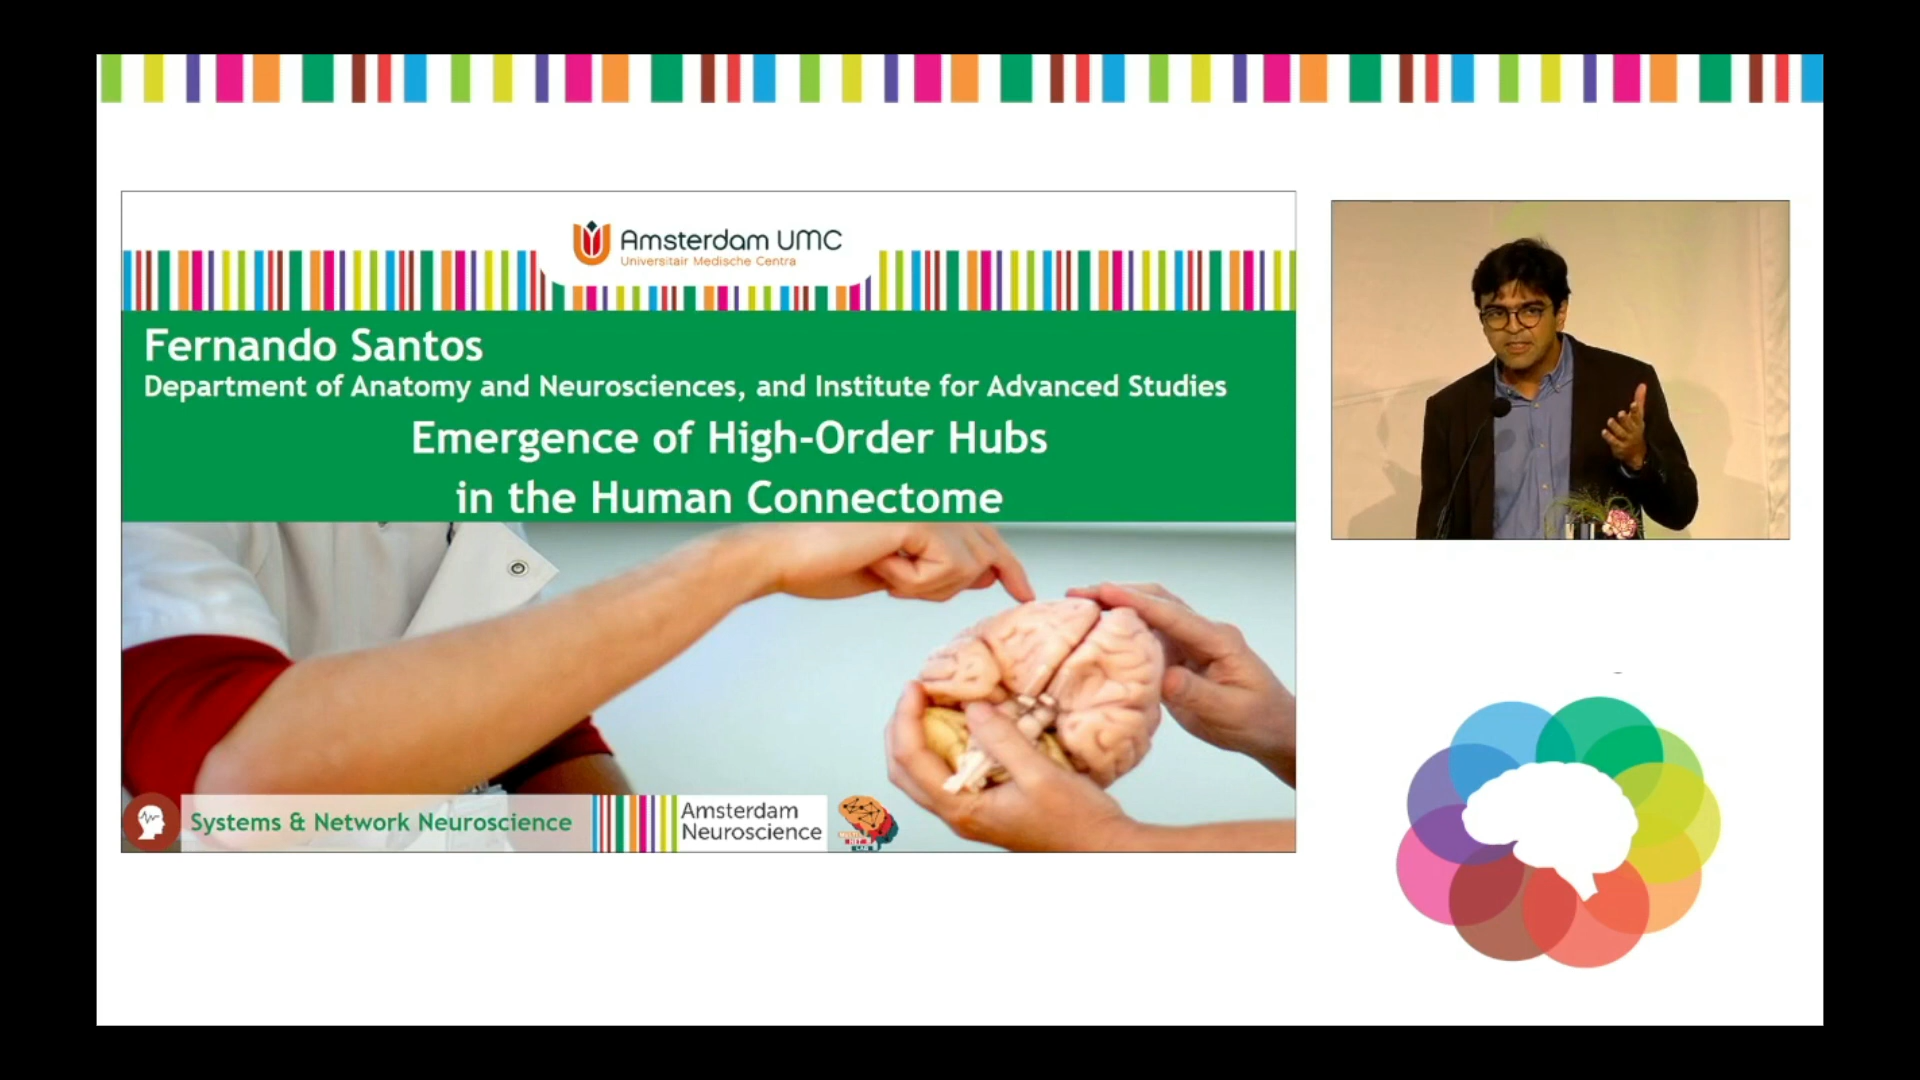 Amsterdam UMC
Universitair Medische Centra
Fernando Santos
Department of Anatomy and Neurosciences, and Institute for Advanced Studies
Emergence of High-Order Hubs
in the Human Connectome
Systems & Network Neuroscience
Amsterdam
Neuroscience